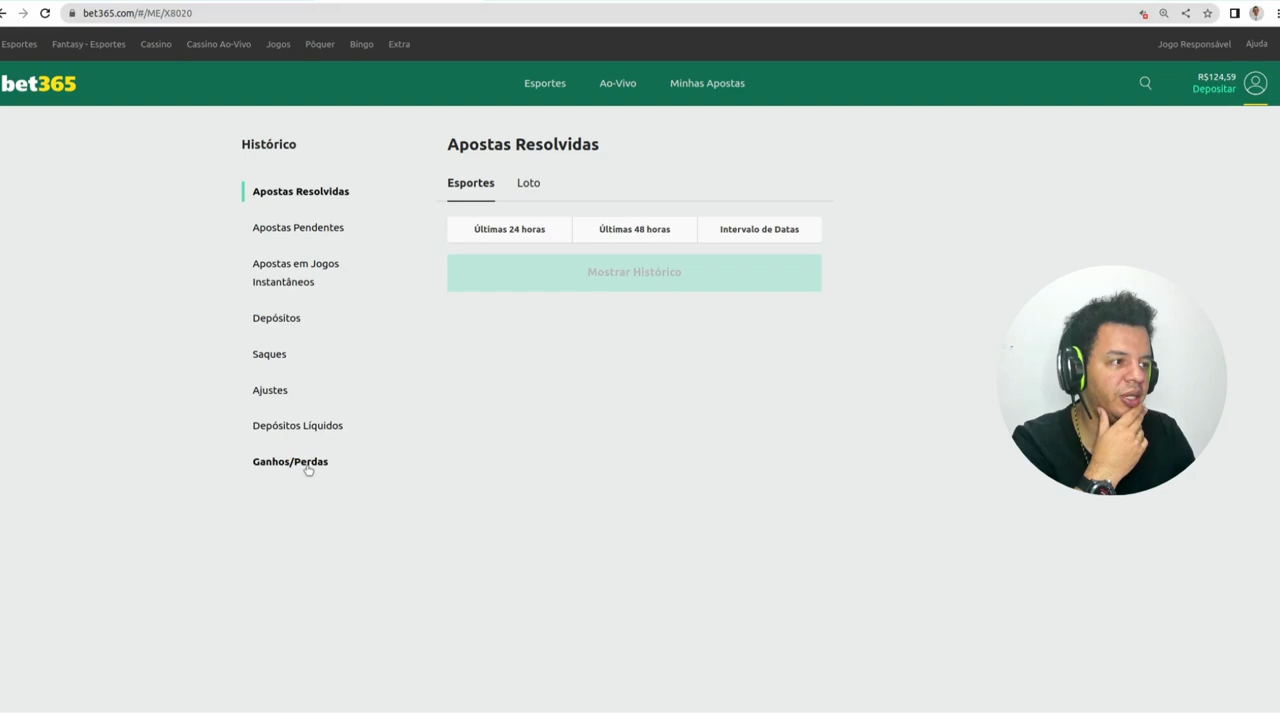 bet365.com/#/ME/X8020
Esportes Fantasy - Esportes Cassino Cassino Ao-Vivo Jogos Pôquer Bingo Extra Jogo Responsável Ajuda
bet365 Esportes Ao-Vivo Minhas Apostas R$124,59
Depositar
Histórico
Apostas Resolvidas
Apostas Pendentes
Apostas em Jogos
Instantâneos
Depósitos
Saques
Ajustes
Depósitos Líquidos
Ganhos/Perdas
Apostas Resolvidas
Esportes Loto
Últimas 24 horas Últimas 48 horas Intervalo de Datas
Mostrar Histórico